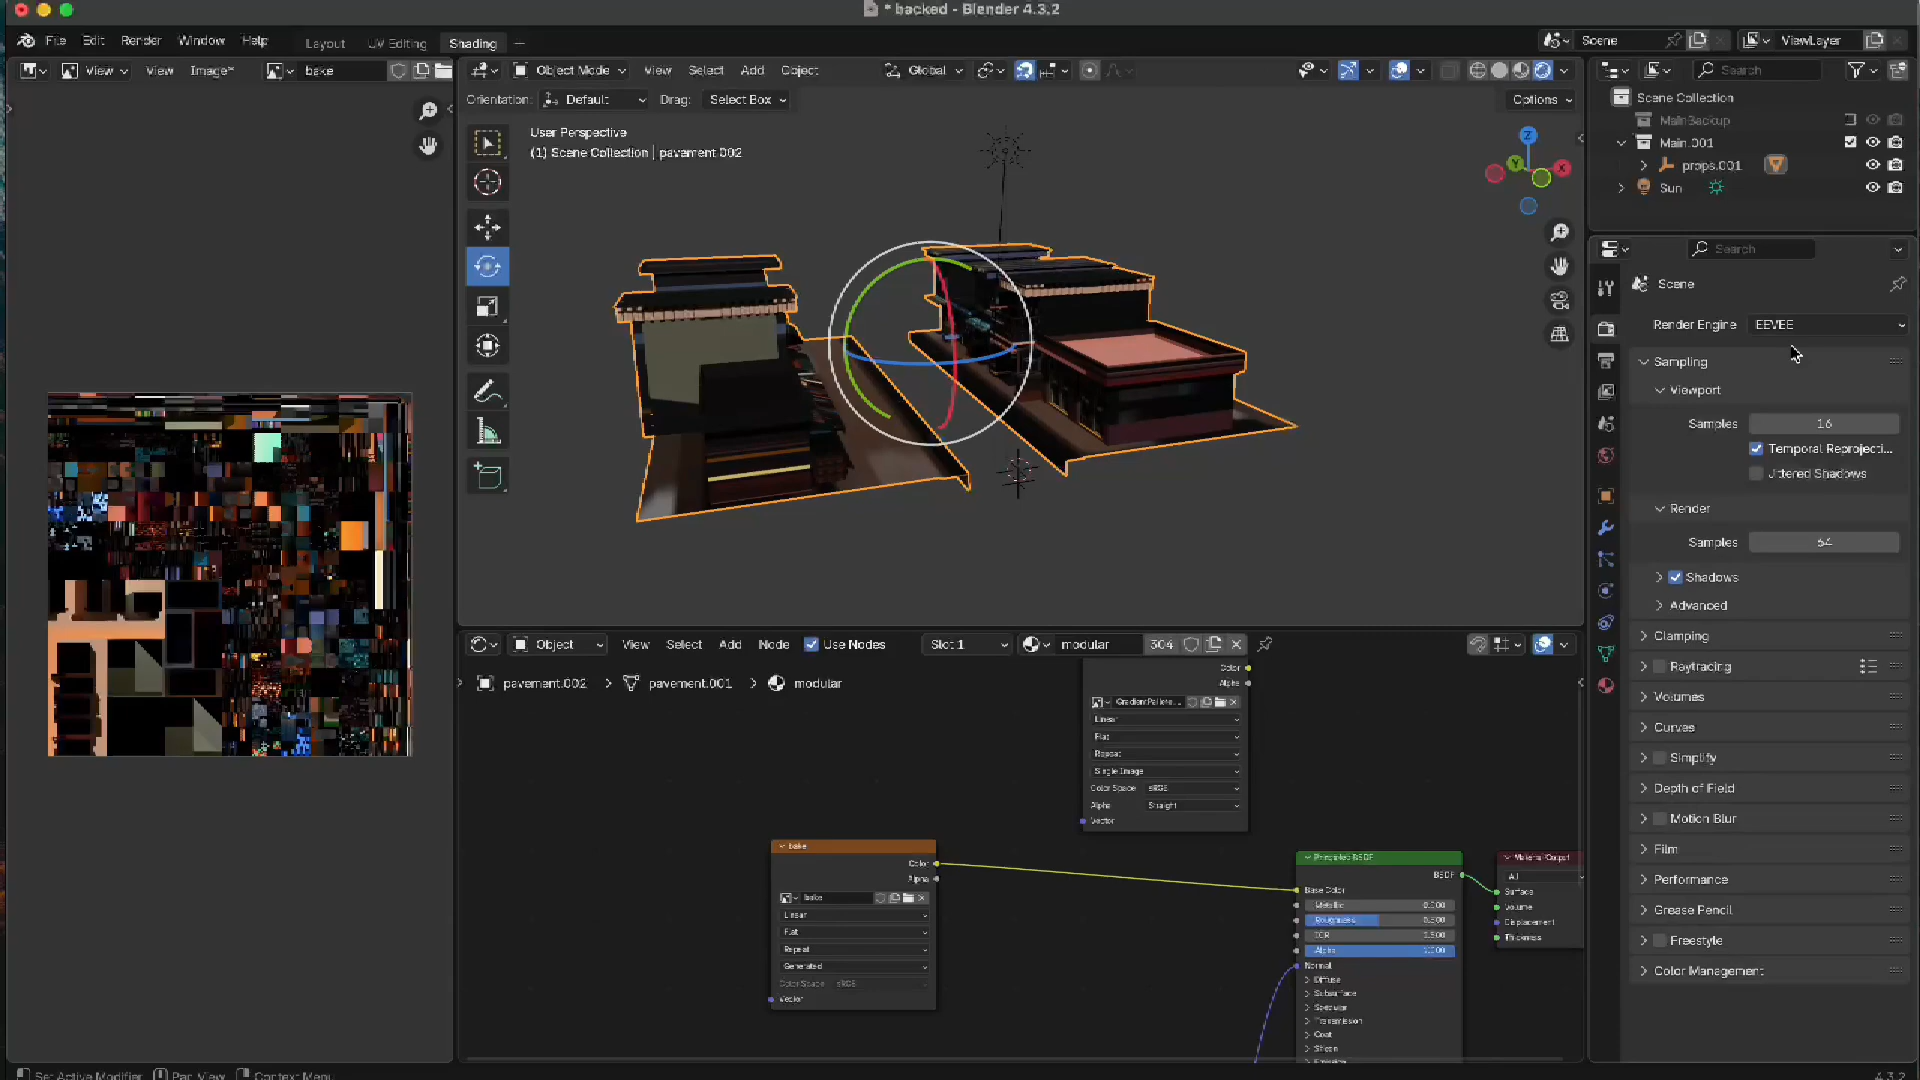 * backed - Blender 4.3.2
File Edit Render Window Help Layout UV Editing Shading
Scene ViewLayer
View View Image* bake
Object Mode View Select Add Object Global
Search
Orientation: Default Drag: Select Box Options
User Perspective
(1) Scene Collection | pavement.002
Z
Y
X
Scene Collection
MainBackup
Main.001
props.001
Sun
Search
Scene
Render Engine EEVEE
Sampling
Viewport
Samples 16
Temporal Reprojecti...
Jittered Shadows
Render
Samples 64
Shadows
Advanced
Clamping
Raytracing
Volumes
Curves
Simplify
Depth of Field
Motion Blur
Film
Performance
Grease Pencil
Freestyle
Color Management
Object View Select Add Node Use Nodes Slot 1 modular 304
pavement.002 > pavement.001 > modular
Color
Alpha
GradientPallete...
Linear
Flat
Repeat
Single Image
Color Space sRGB
Alpha Straight
Vector
bake
Color
Alpha
bake
Linear
Flat
Repeat
Generated
Color Space sRGB
Vector
Principled BSDF
BSDF
Base Color
Metallic 0.000
Roughness 0.500
IOR 1.500
Alpha 1.000
Normal
Diffuse
Subsurface
Specular
Transmission
Coat
Sheen
Material Output
All
Surface
Volume
Displacement
Thickness
Set Active Modifier Pan View Context Menu
4.3.2